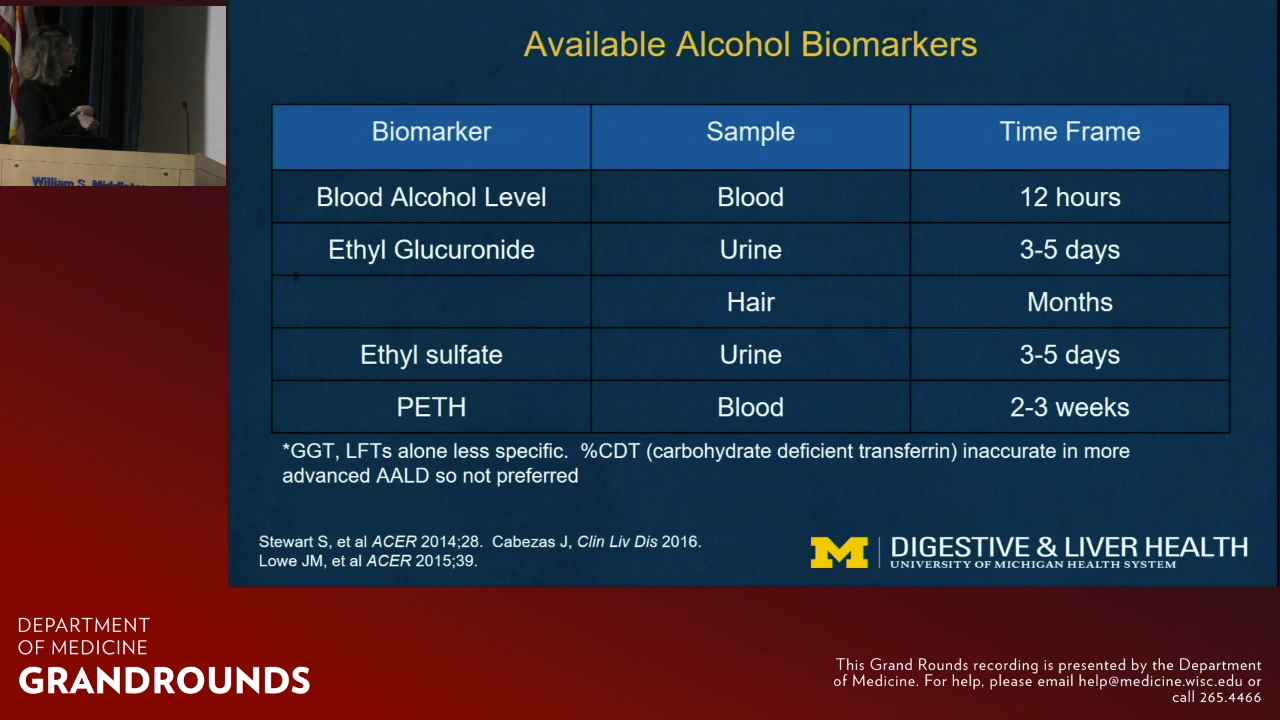 Available Alcohol Biomarkers
Biomarker Sample Time Frame
Blood Alcohol Level Blood 12 hours
Ethyl Glucuronide Urine 3-5 days
Hair Months
Ethyl sulfate Urine 3-5 days
PETH Blood 2-3 weeks
*GGT, LFTs alone less specific. %CDT (carbohydrate deficient transferrin) inaccurate in more
advanced AALD so not preferred
Stewart S, et al ACER 2014;28. Cabezas J, Clin Liv Dis 2016.
Lowe JM, et al ACER 2015;39.
M DIGESTIVE & LIVER HEALTH
UNIVERSITY OF MICHIGAN HEALTH SYSTEM
William S.
DEPARTMENT
OF MEDICINE
GRANDROUNDS
This Grand Rounds recording is presented by the Department
of Medicine. For help, please email help@medicine.wisc.edu or
call 265.4466